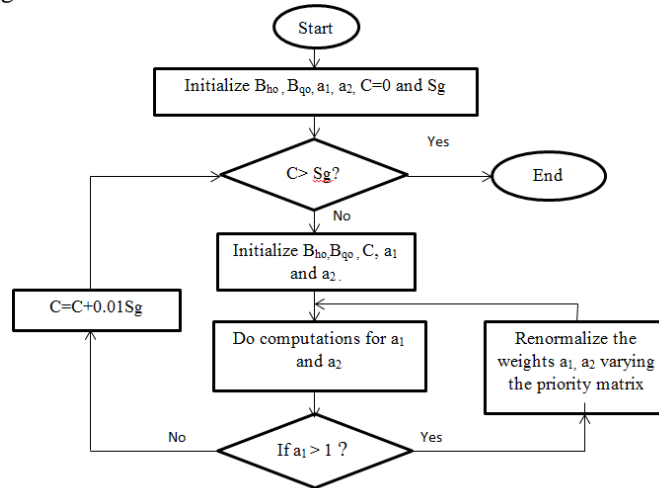 Start
Initialize Bho , Bqo, a1, a2, C=0 and Sg
Yes
C> Sg?
End
No
Initialize Bho,Bqo , C, a1
and a2 .
C=C+0.01Sg
Do computations for a1
and a2
Renormalize the
weights a1, a2 varying
the priority matrix
No
If a1 > 1 ?
Yes